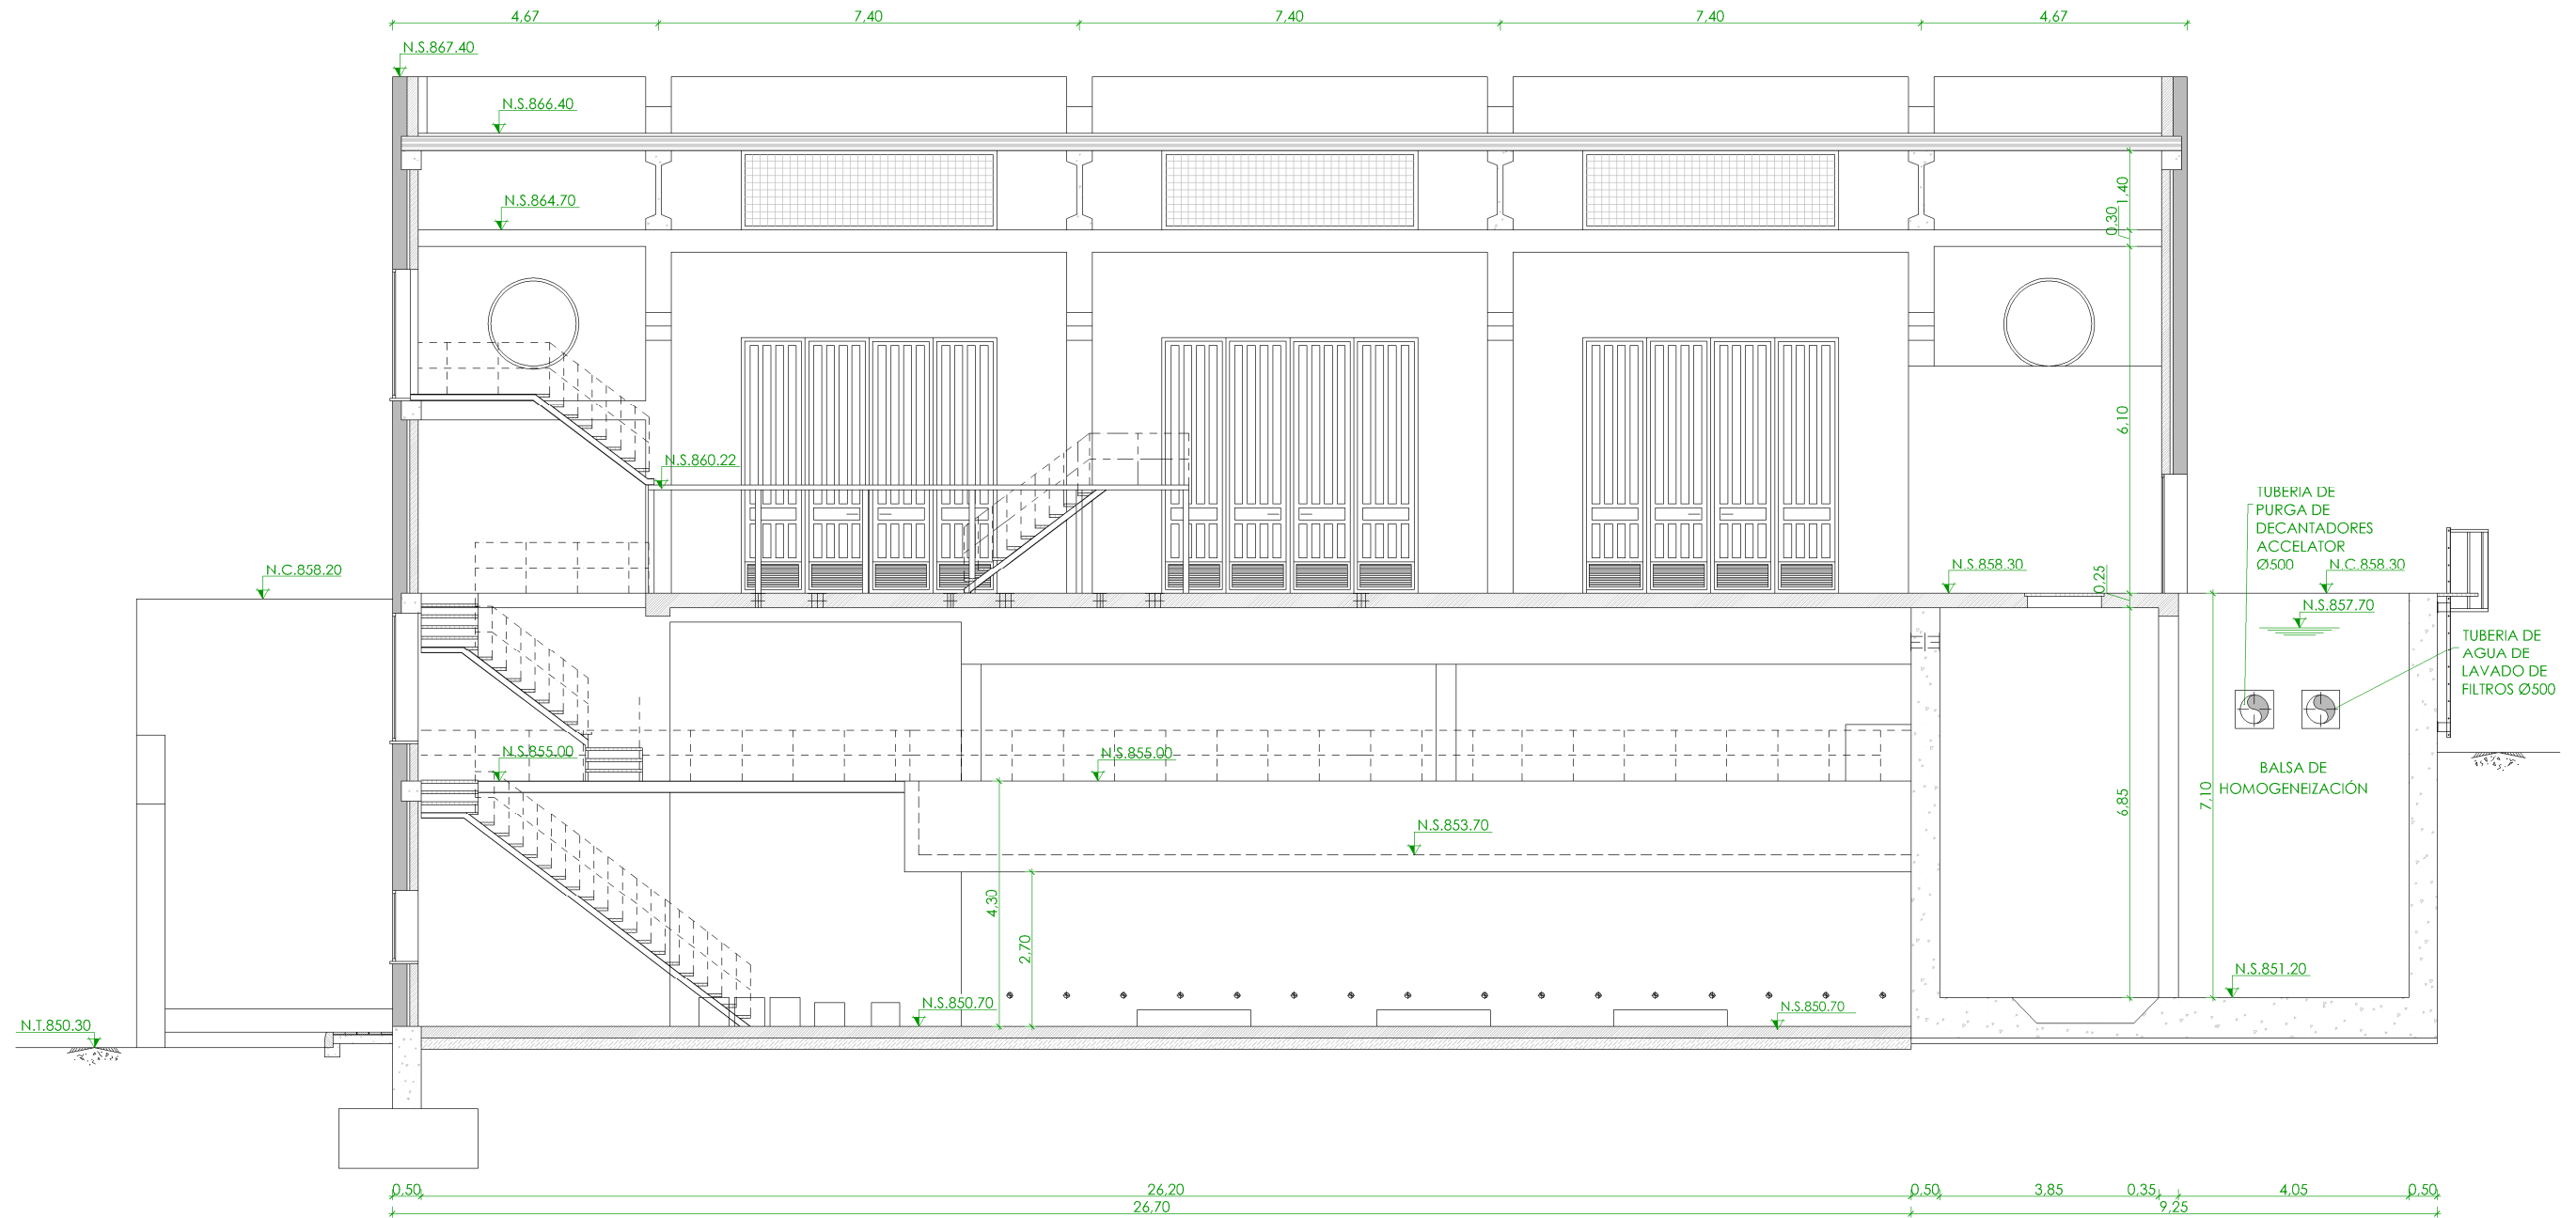 4,67
7,40
7,40
7,40
4,67
N.S.867.40
N.S.866.40
N.S.864.70
1,40
0,30
6,10
N.S.860.22
TUBERIA DE
PURGA DE
DECANTADORES
ACCELATOR
Ø500
N.C.858.20
N.S.858.30
0,25
N.C.858.30
N.S.857.70
TUBERIA DE
AGUA DE
LAVADO DE
FILTROS Ø500
N.S.855.00
N.S.855.00
BALSA DE
HOMOGENEIZACIÓN
6,85
7,10
N.S.853.70
4,30
2,70
N.S.851.20
N.S.850.70
N.S.850.70
N.T.850.30
0,50
26,20
0,50
3,85
0,35
4,05
0,50
26,70
9,25